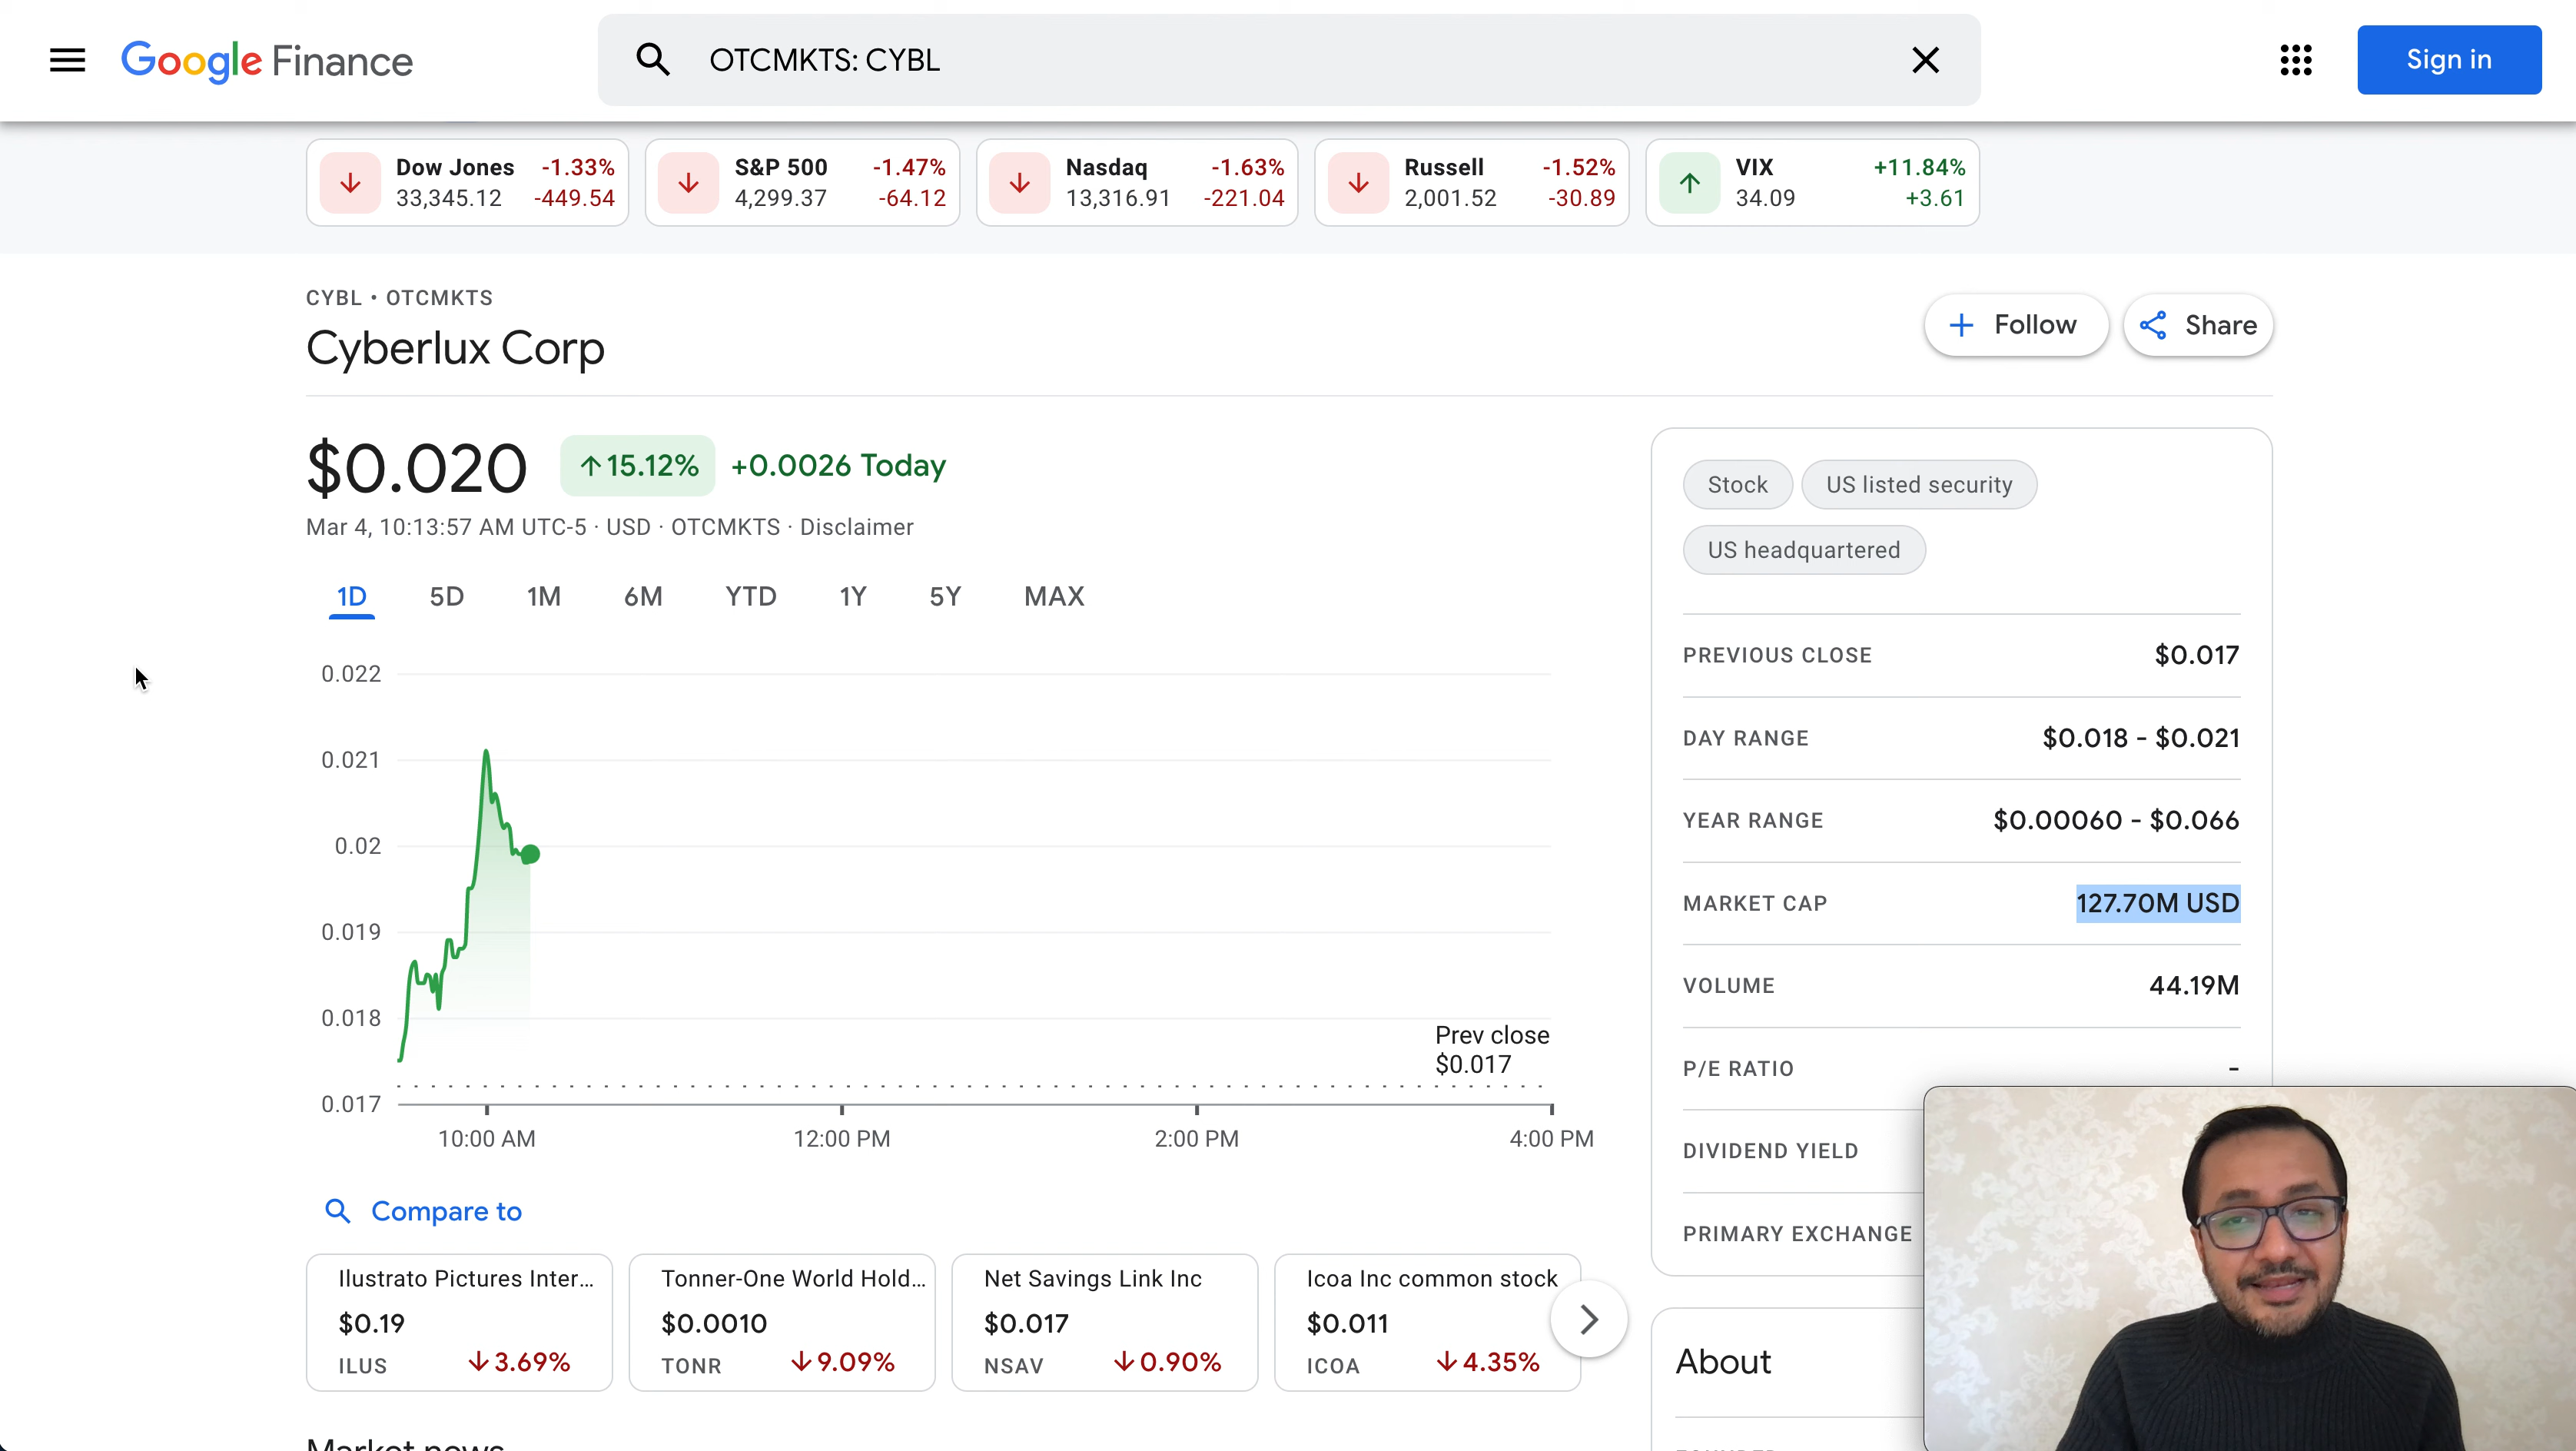 Google Finance
OTCMKTS: CYBL
Sign in
Dow Jones -1.33%
33,345.12 -449.54
S&P 500 -1.47%
4,299.37 -64.12
Nasdaq -1.63%
13,316.91 -221.04
Russell -1.52%
2,001.52 -30.89
VIX +11.84%
34.09 +3.61
CYBL • OTCMKTS
Cyberlux Corp
Follow
Share
$0.020 ↑15.12% +0.0026 Today
Mar 4, 10:13:57 AM UTC-5 · USD · OTCMKTS · Disclaimer
1D 5D 1M 6M YTD 1Y 5Y MAX
0.022
0.021
0.02
0.019
0.018
0.017
Prev close
$0.017
10:00 AM 12:00 PM 2:00 PM 4:00 PM
Stock US listed security
US headquartered
PREVIOUS CLOSE $0.017
DAY RANGE $0.018 - $0.021
YEAR RANGE $0.00060 - $0.066
MARKET CAP 127.70M USD
VOLUME 44.19M
P/E RATIO -
DIVIDEND YIELD
PRIMARY EXCHANGE
Compare to
Ilustrato Pictures Inter...
$0.19
ILUS ↓3.69%
Tonner-One World Hold...
$0.0010
TONR ↓9.09%
Net Savings Link Inc
$0.017
NSAV ↓0.90%
Icoa Inc common stock
$0.011
ICOA ↓4.35%
About
Market news